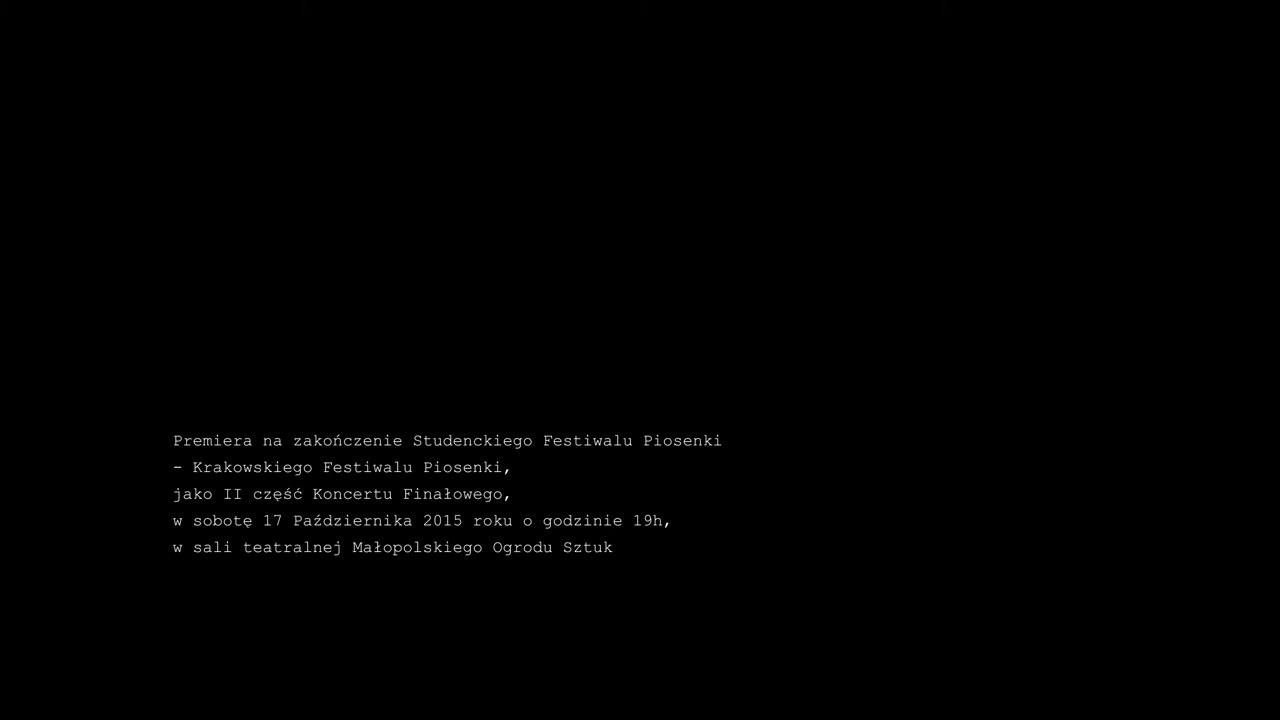 Premiera na zakończenie Studenckiego Festiwalu Piosenki
- Krakowskiego Festiwalu Piosenki,
jako II część Koncertu Finałowego,
w sobotę 17 Października 2015 roku o godzinie 19h,
w sali teatralnej Małopolskiego Ogrodu Sztuk